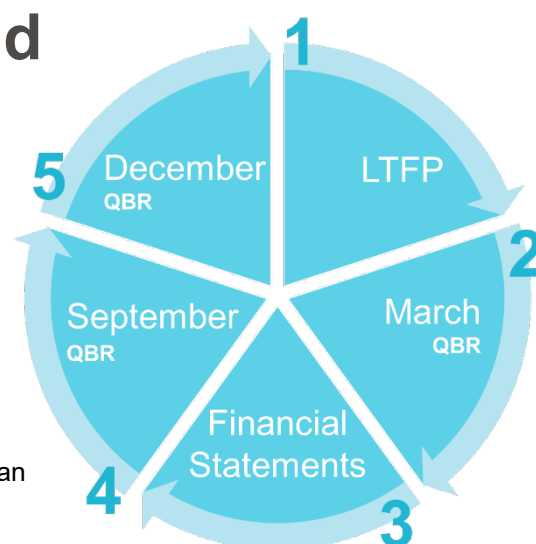 d
1
LTFP
2
March
QBR
3
Financial
Statements
4
an
September
QBR
5
December
QBR